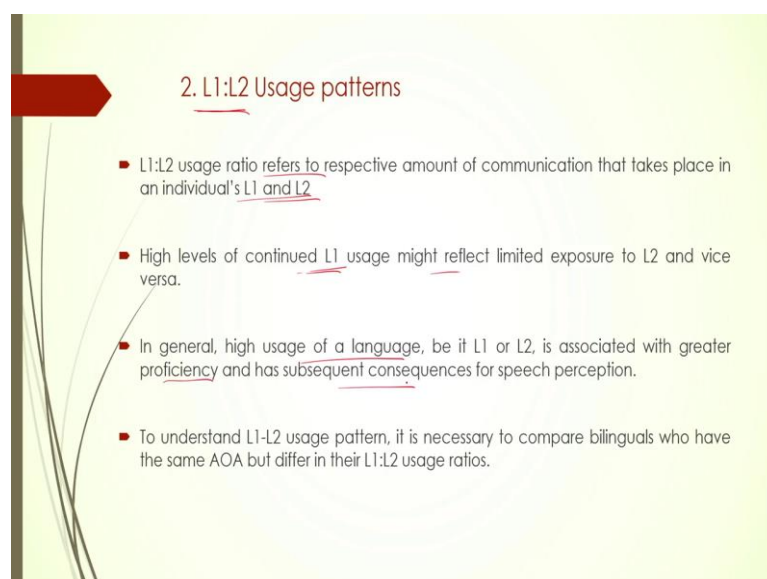 2. L1:L2 Usage patterns
L1:L2 usage ratio refers to respective amount of communication that takes place in
an individual's L1 and L2
High levels of continued L1 usage might reflect limited exposure to L2 and vice
versa.
In general, high usage of a language, be it L1 or L2, is associated with greater
proficiency and has subsequent consequences for speech perception.
To understand L1-L2 usage pattern, it is necessary to compare bilinguals who have
the same AOA but differ in their L1:L2 usage ratios.